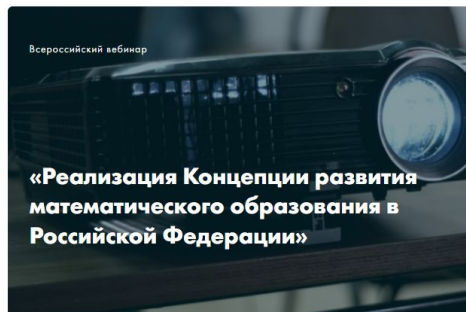 Всероссийский вебинар
«Реализация Концепции развития
математического образования в
Российской Федерации»